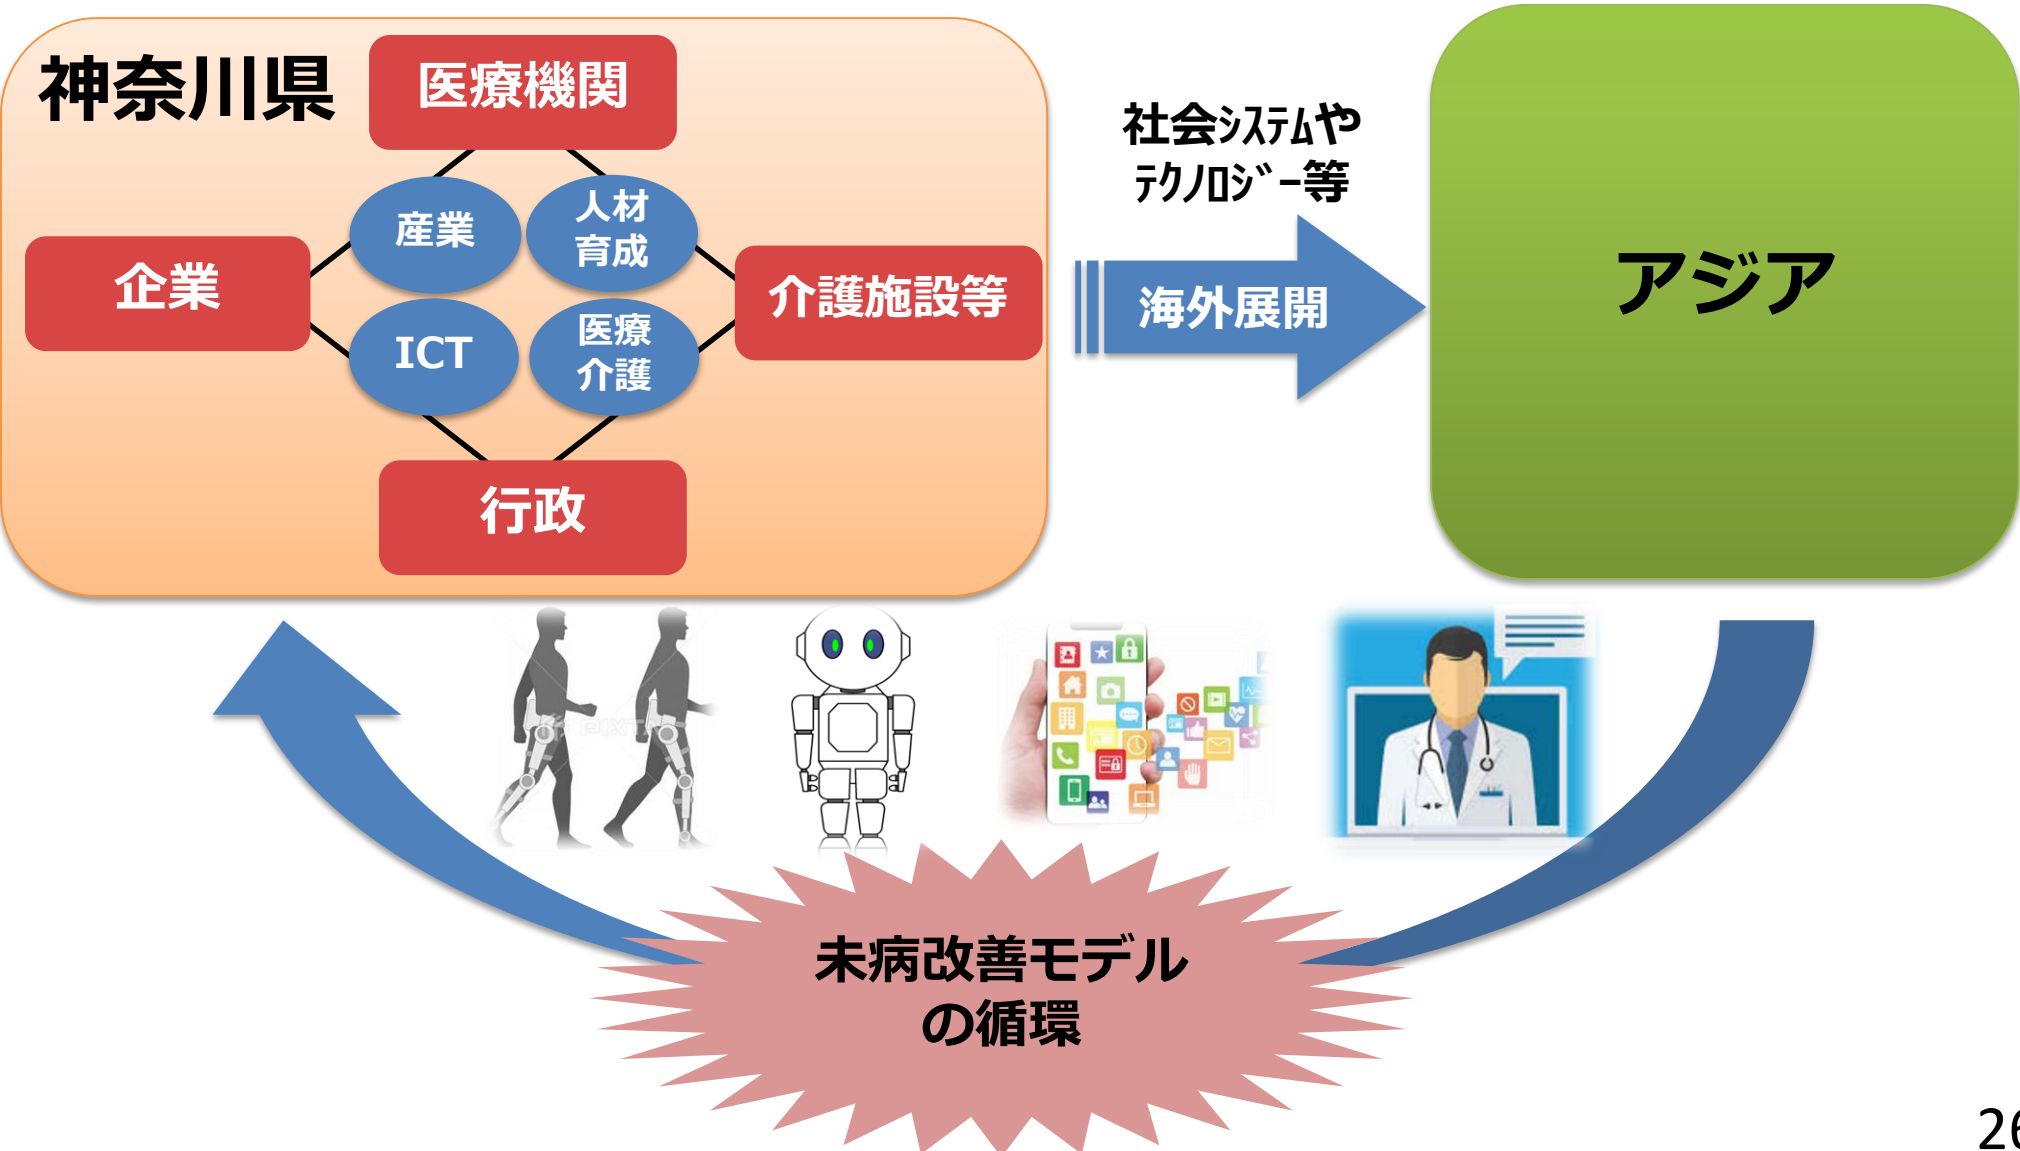 神奈川県
医療機関
産業
人材
育成
企業
介護施設等
ICT
医療
介護
行政
社会ｼｽﾃﾑや
ﾃｸﾉﾛｼﾞｰ等
海外展開
アジア
PIXTA
未病改善モデル
の循環
26